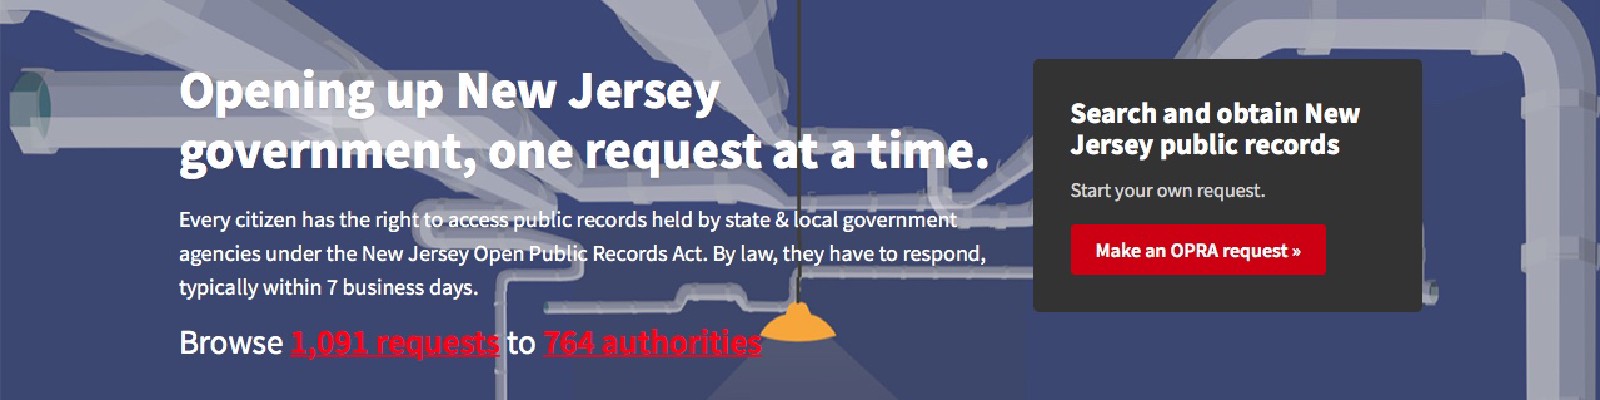 Opening up New Jersey
government, one request at a time.
Every citizen has the right to access public records held by state & local government
agencies under the New Jersey Open Public Records Act. By law, they have to respond,
typically within 7 business days.
Browse 1,091 requests to 764 authorities
Search and obtain New
Jersey public records
Start your own request.
Make an OPRA request »